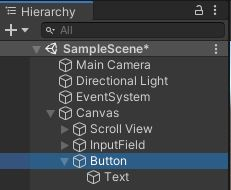 Hierarchy
All
SampleScene*
Main Camera
Directional Light
EventSystem
Canvas
Scroll View
InputField
Button
Text